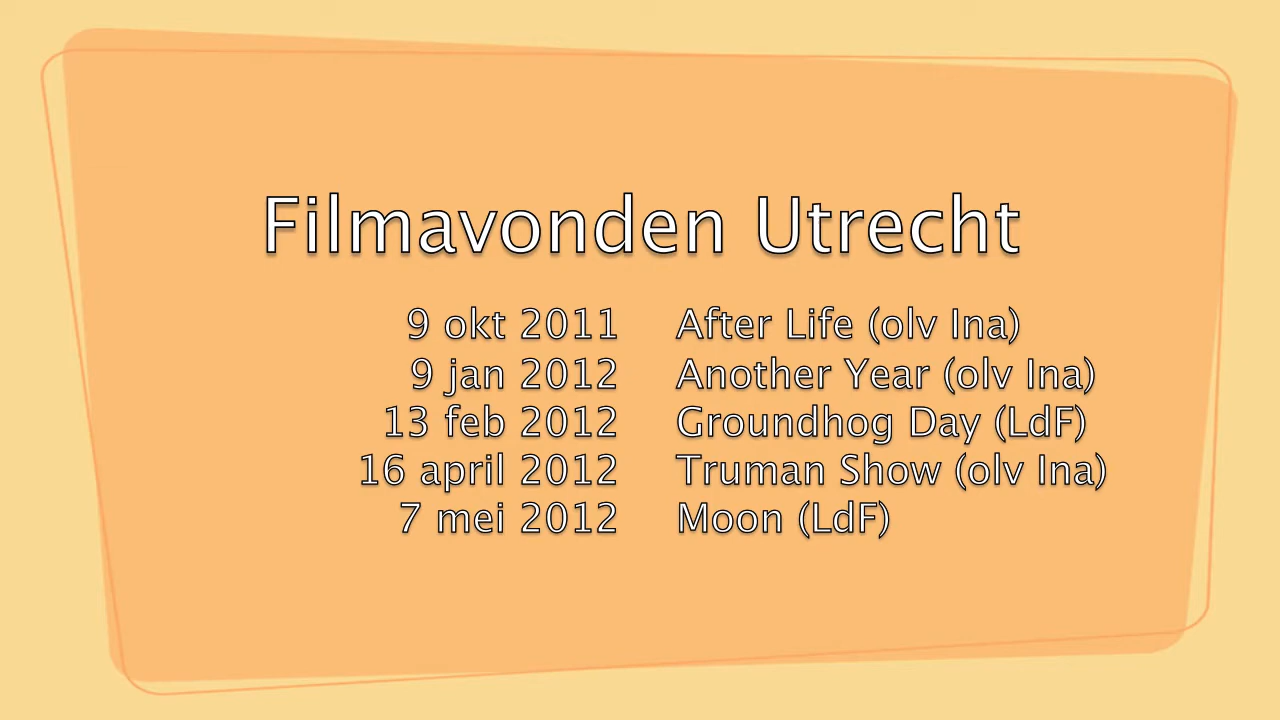 Filmavonden Utrecht
9 okt 2011 After Life (olv Ina)
9 jan 2012 Another Year (olv Ina)
13 feb 2012 Groundhog Day (LdF)
16 april 2012 Truman Show (olv Ina)
7 mei 2012 Moon (LdF)